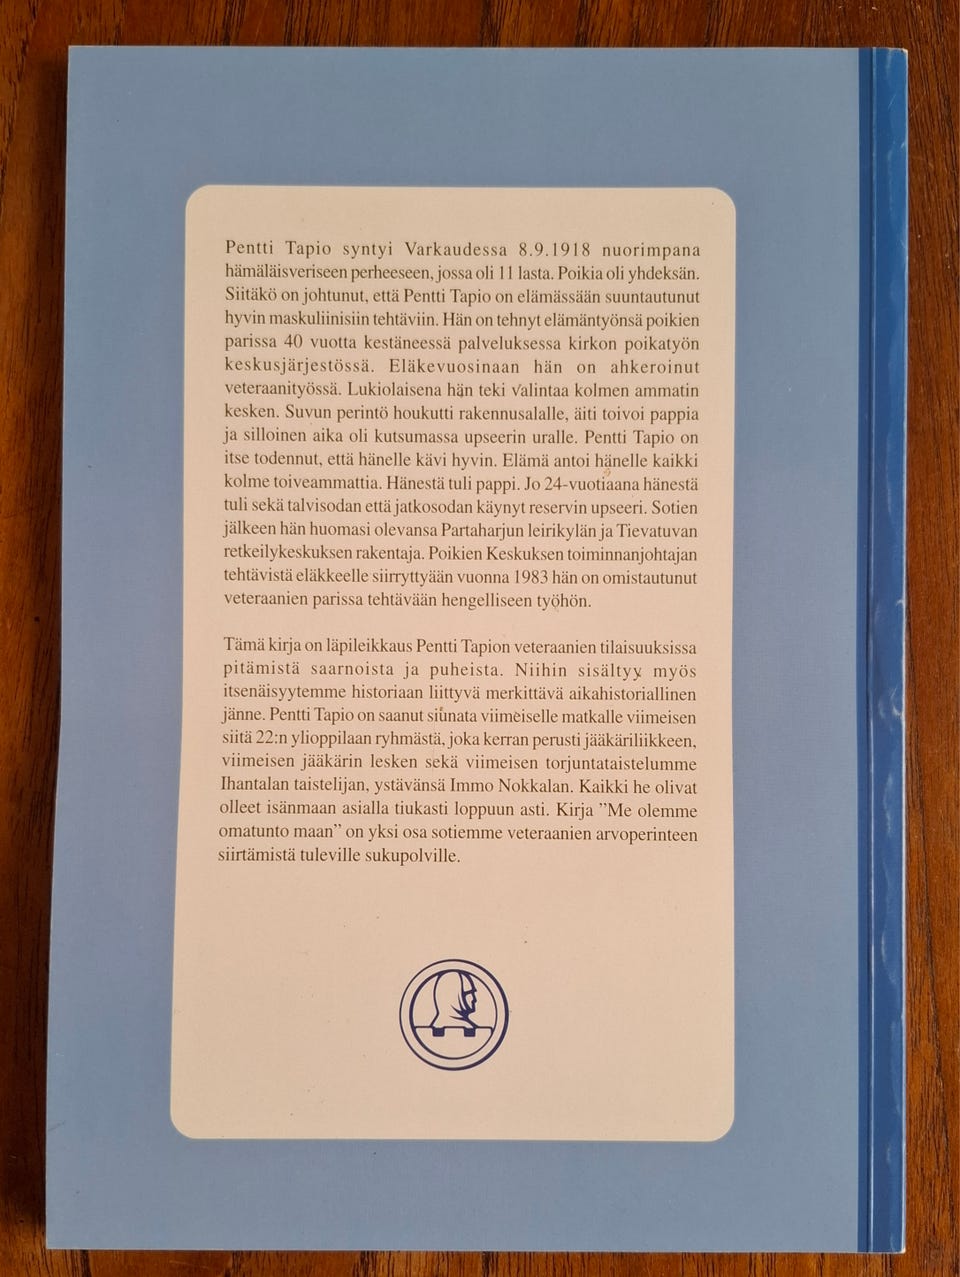 Pentti Tapio syntyi Varkaudessa 8.9.1918 nuorimpana
hämäläisveriseen perheeseen, jossa oli 11 lasta. Poikia oli yhdeksän.
Siitäkö on johtunut, että Pentti Tapio on elämässään suuntautunut
hyvin maskuliinisiin tehtäviin. Hän on tehnyt elämäntyönsä poikien
parissa 40 vuotta kestäneessä palveluksessa kirkon poikatyön
keskusjärjestössä. Eläkevuosinaan hän on ahkeroinut
veteraanityössä. Lukiolaisena hän teki valintaa kolmen ammatin
kesken. Suvun perintö houkutti rakennusalalle, äiti toivoi pappia
ja silloinen aika oli kutsumassa upseerin uralle. Pentti Tapio on
itse todennut, että hänelle kävi hyvin. Elämä antoi hänelle kaikki
kolme toiveammattia. Hänestä tuli pappi. Jo 24-vuotiaana hänestä
tuli sekä talvisodan että jatkosodan käynyt reservin upseeri. Sotien
jälkeen hän huomasi olevansa Partaharjun leirikylän ja Tievatuvan
retkeilykeskuksen rakentaja. Poikien Keskuksen toiminnanjohtajan
tehtävistä eläkkeelle siirryttyään vuonna 1983 hän on omistautunut
veteraanien parissa tehtävään hengelliseen työhön.
Tämä kirja on läpileikkaus Pentti Tapion veteraanien tilaisuuksissa
pitämistä saarnoista ja puheista. Niihin sisältyy myös
itsenäisyytemme historiaan liittyvä merkittävä aikahistoriallinen
jänne. Pentti Tapio on saanut siunata viimeiselle matkalle viimeisen
siitä 22:n ylioppilaan ryhmästä, joka kerran perusti jääkäriliikkeen,
viimeisen jääkärin lesken sekä viimeisen torjuntataistelumme
Ihantalan taistelijan, ystävänsä Immo Nokkalan. Kaikki he olivat
olleet isänmaan asialla tiukasti loppuun asti. Kirja ”Me olemme
omatunto maan” on yksi osa sotiemme veteraanien arvoperinteen
siirtämistä tuleville sukupolville.